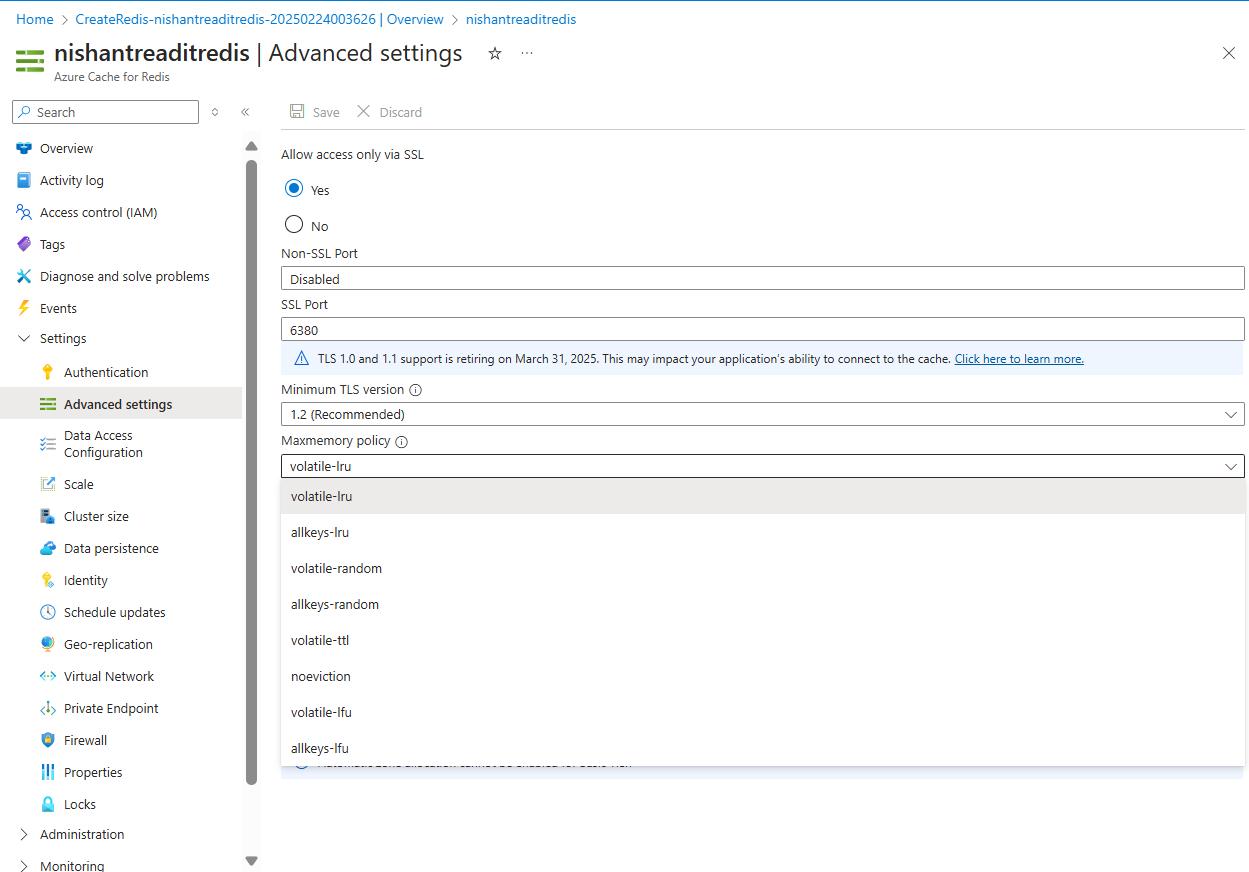 Home > CreateRedis-nishantreaditredis-20250224003626 | Overview > nishantreaditredis
nishantreaditredis | Advanced settings
Azure Cache for Redis
Search
Overview
Activity log
Access control (IAM)
Tags
Diagnose and solve problems
Events
Settings
Authentication
Advanced settings
Data Access
Configuration
Scale
Cluster size
Data persistence
Identity
Schedule updates
Geo-replication
Virtual Network
Private Endpoint
Firewall
Properties
Locks
Administration
Monitoring
Save Discard
Allow access only via SSL
Yes
No
Non-SSL Port
Disabled
SSL Port
6380
TLS 1.0 and 1.1 support is retiring on March 31, 2025. This may impact your application's ability to connect to the cache. Click here to learn more.
Minimum TLS version
1.2 (Recommended)
Maxmemory policy
volatile-lru
volatile-lru
allkeys-lru
volatile-random
allkeys-random
volatile-ttl
noeviction
volatile-lfu
allkeys-lfu